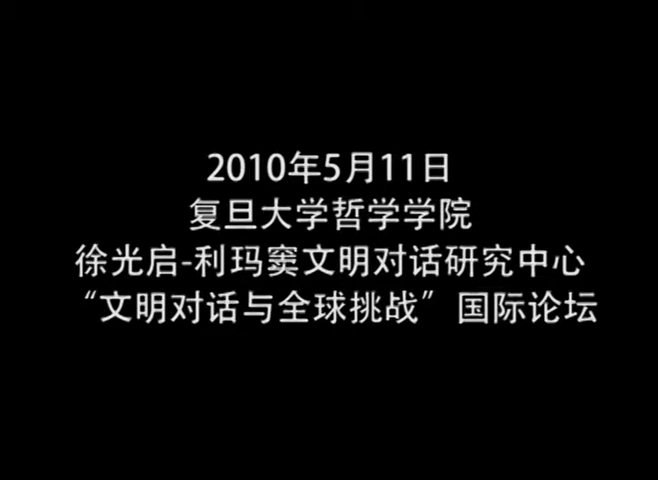 2010年5月11日
复旦大学哲学学院
徐光启-利玛窦文明对话研究中心
“文明对话与全球挑战”国际论坛